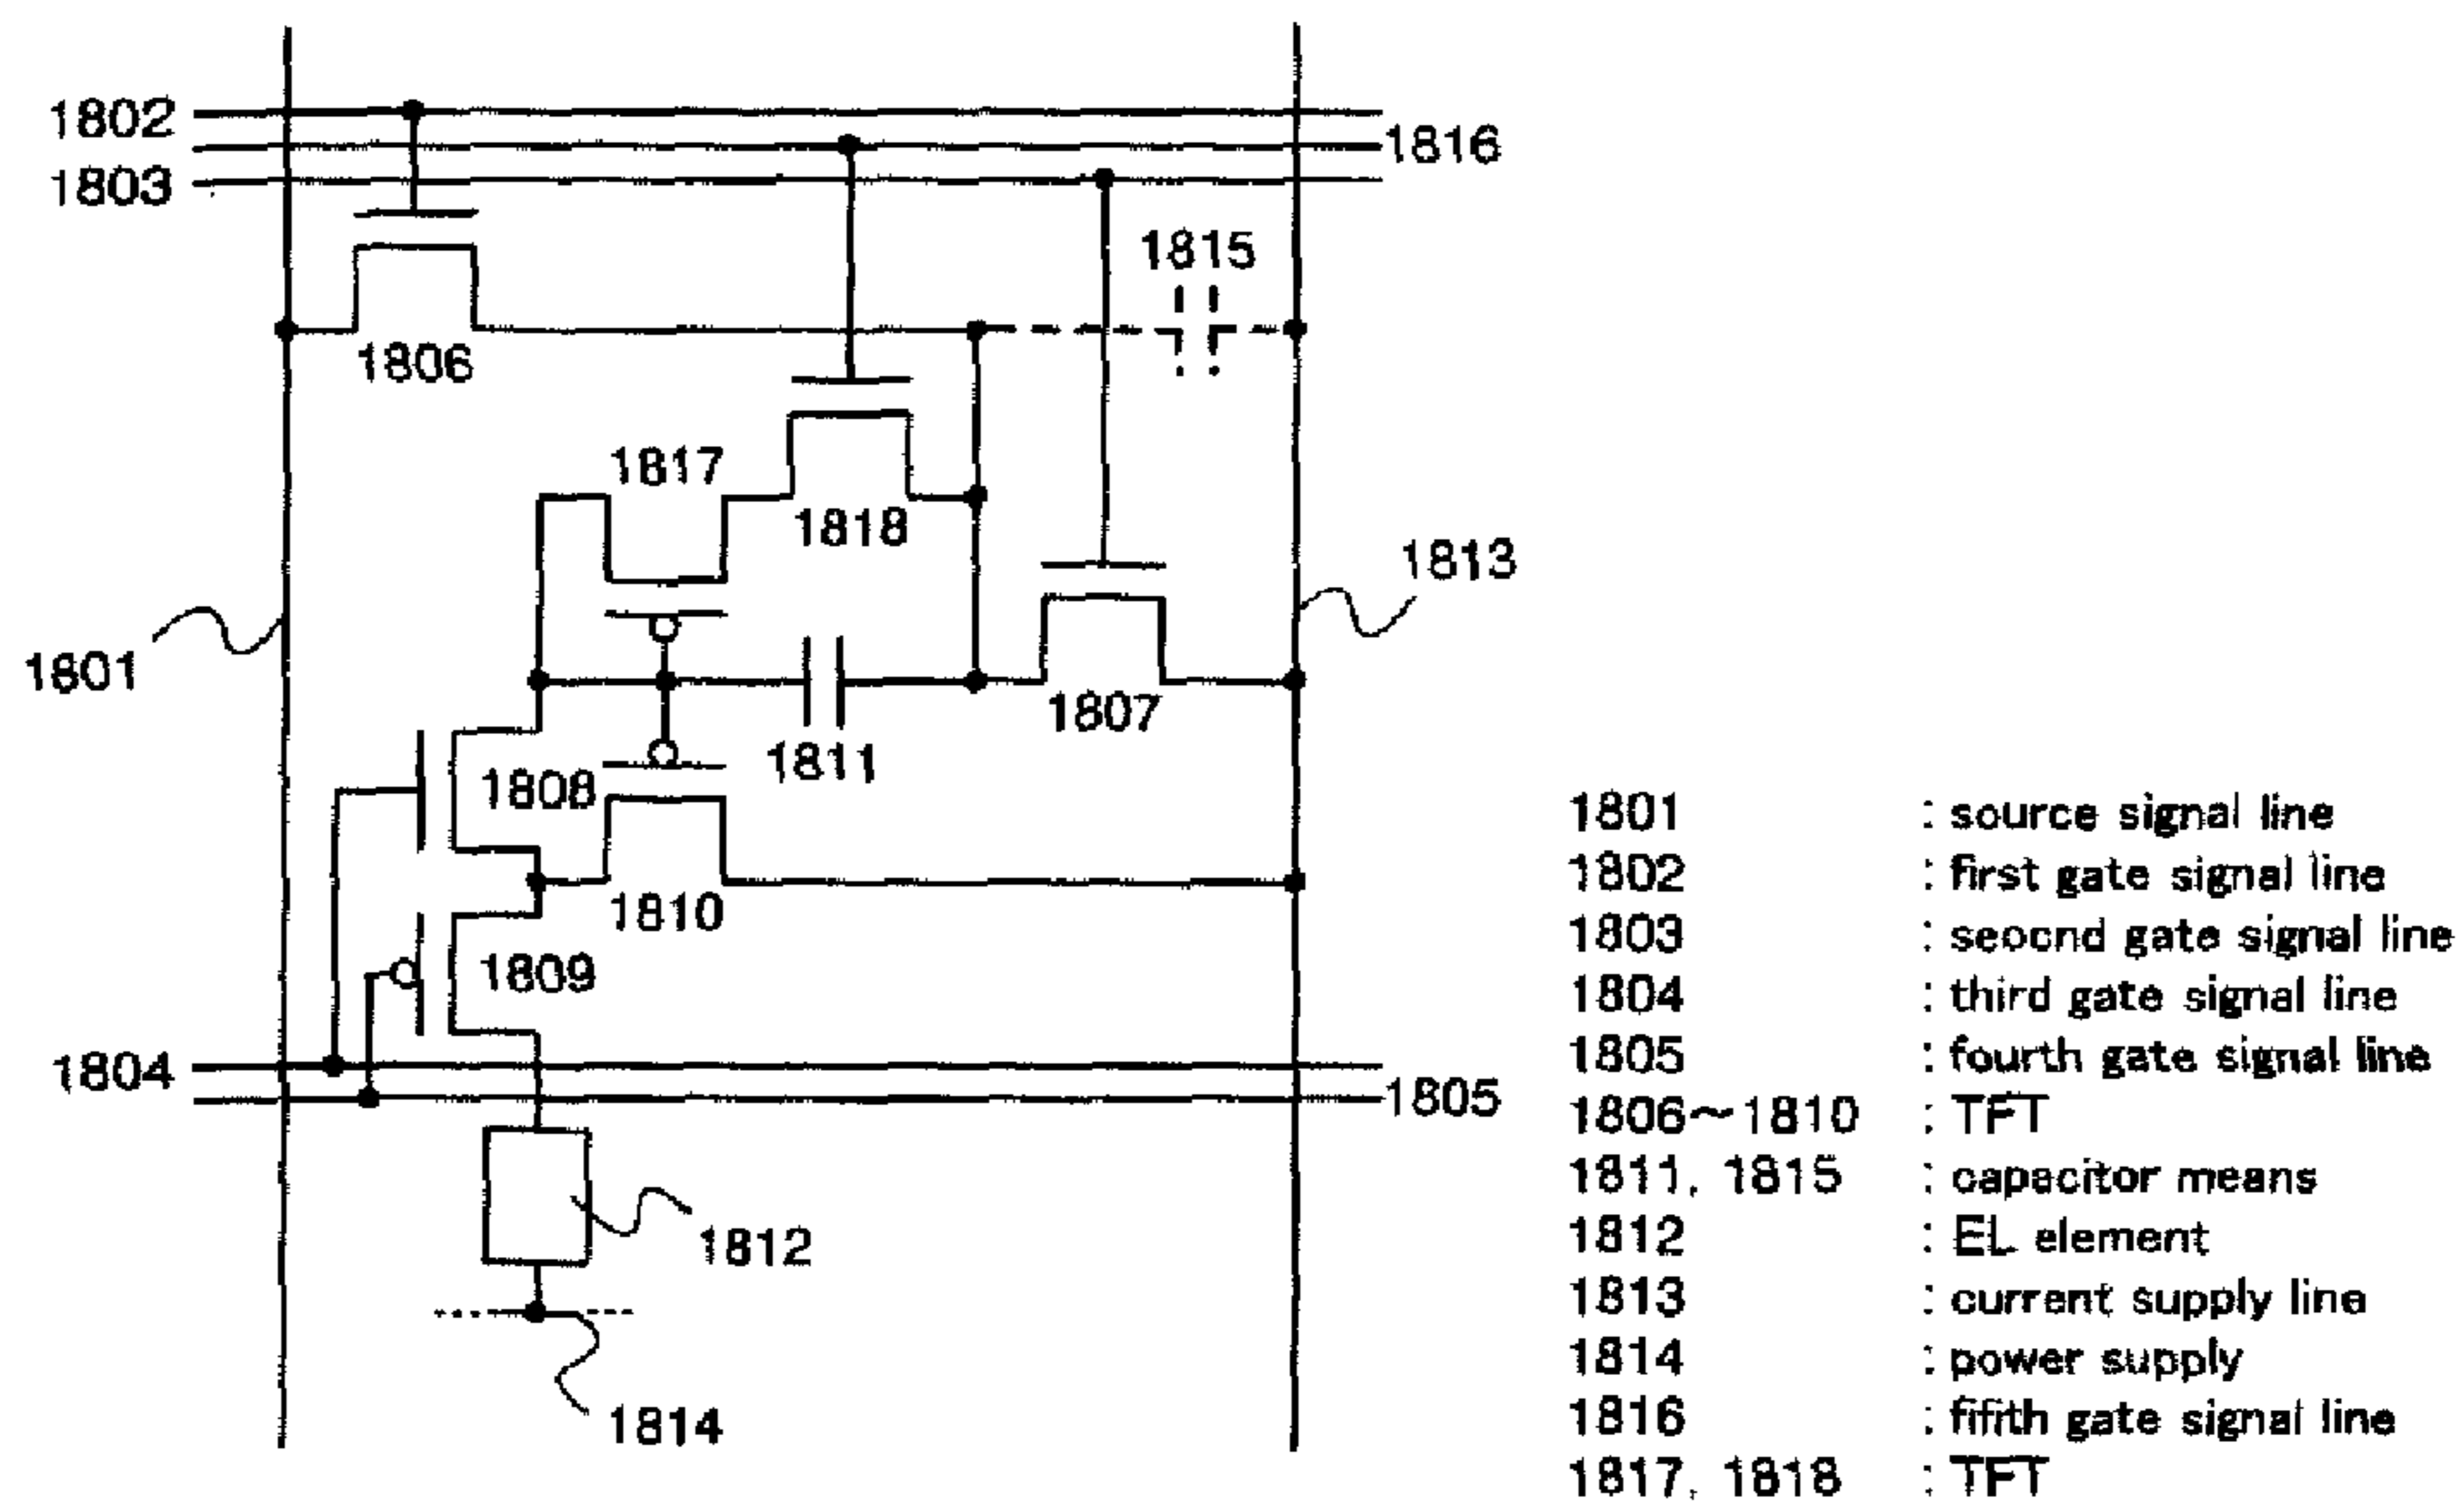 1802
1816
1803
1815
1806
1817
1818
1813
1801
1807
1808
1811
1810
1809
1804
1805
1812
1814
1801 : source signal line
1802 : first gate signal line
1803 : seocnd gate signal line
1804 : third gate signal line
1805 : fourth gate signal line
1806~1810 : TFT
1811, 1815 : capacitor means
1812 : EL element
1813 : current supply line
1814 : power supply
1816 : fifith gate signal line
1817, 1818 : TFT